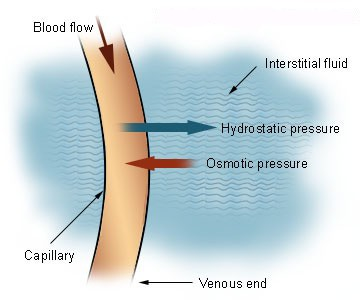 Blood flow
Interstitial fluid
Hydrostatic pressure
Osmotic pressure
Capillary
Venous end